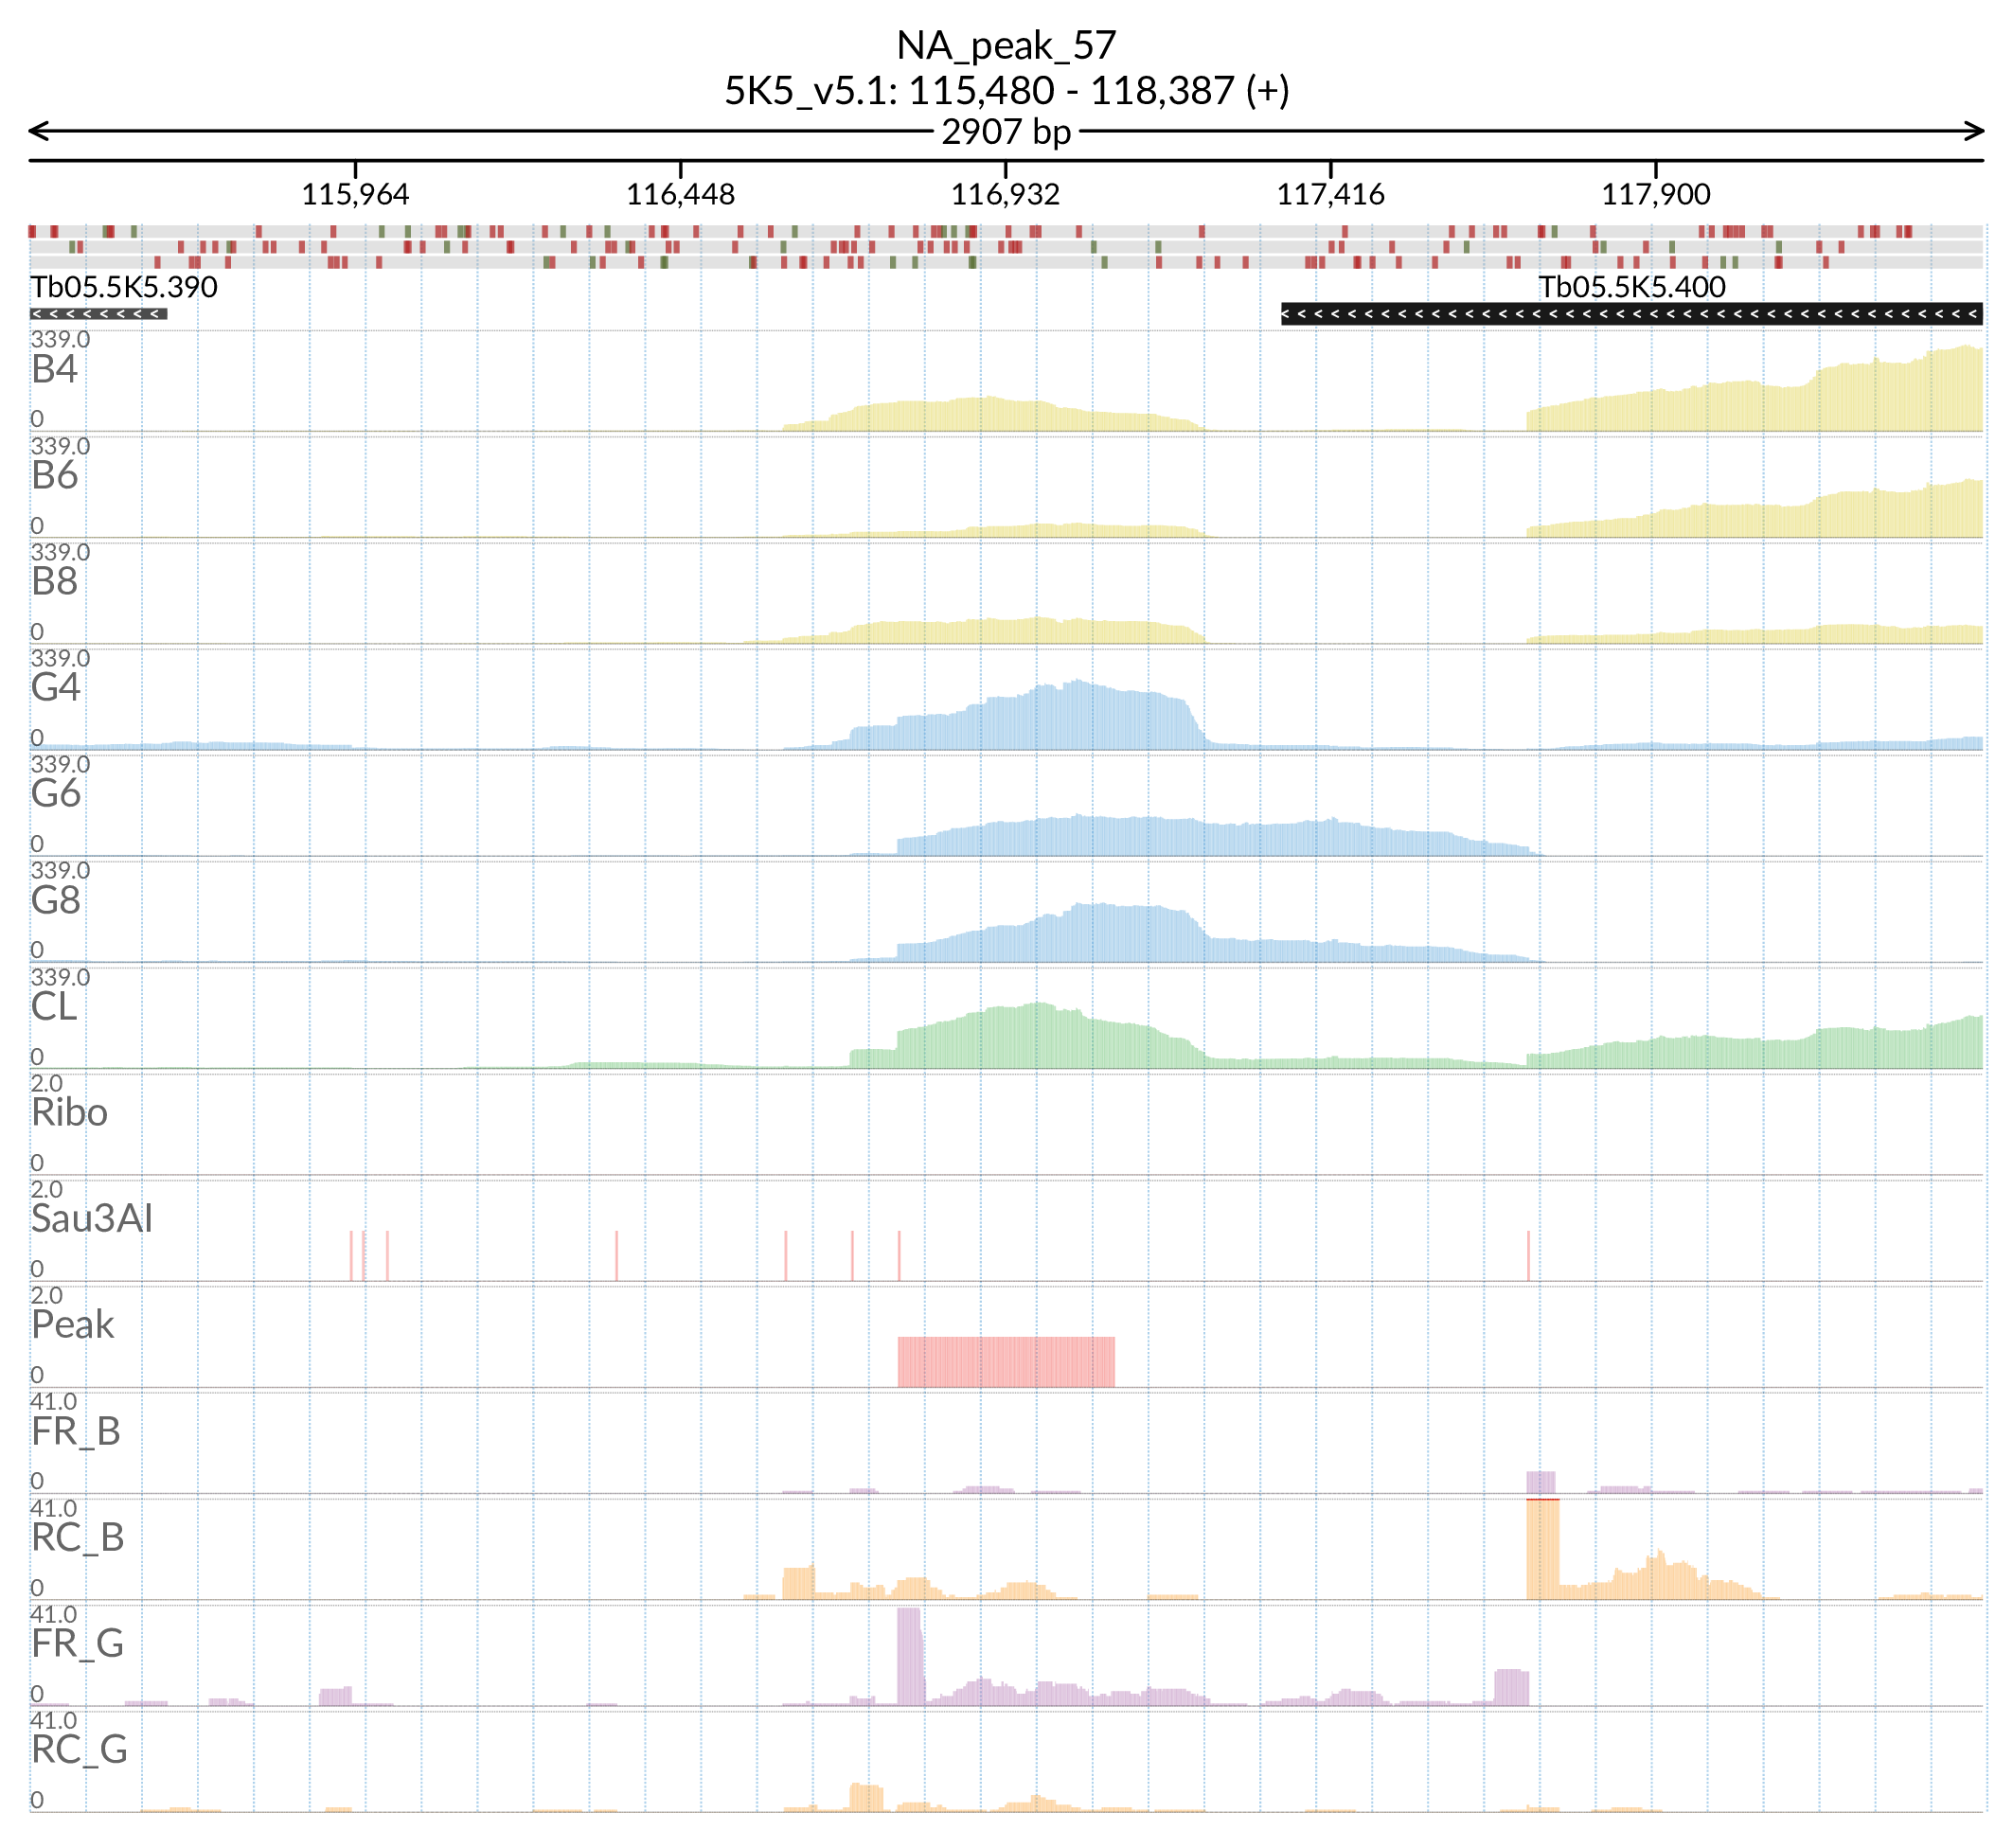 NA_peak_57
5K5_v5.1: 115,480 - 118,387 (+)
2907 bp
115,964 116,448 116,932 117,416 117,900
Tb05.5K5.390 Tb05.5K5.400
339.0
B4
0
339.0
B6
0
339.0
B8
0
339.0
G4
0
339.0
G6
0
339.0
G8
0
339.0
CL
0
2.0
Ribo
0
2.0
Sau3AI
0
2.0
Peak
0
41.0
FR_B
0
41.0
RC_B
0
41.0
FR_G
0
41.0
RC_G
0